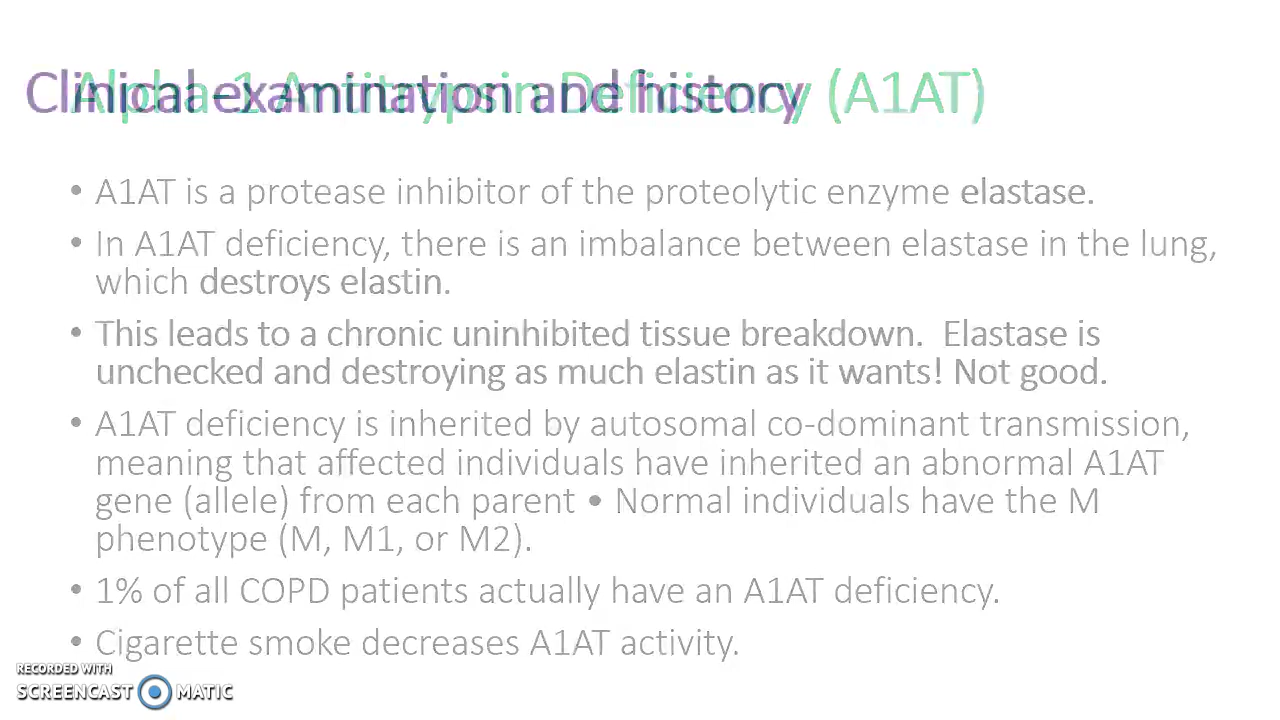 Clinical examination and history
Alpha-1 Antitrypsin Deficiency (A1AT)
• A1AT is a protease inhibitor of the proteolytic enzyme elastase.
• In A1AT deficiency, there is an imbalance between elastase in the lung,
which destroys elastin.
• This leads to a chronic uninhibited tissue breakdown.  Elastase is
unchecked and destroying as much elastin as it wants! Not good.
• A1AT deficiency is inherited by autosomal co-dominant transmission,
meaning that affected individuals have inherited an abnormal A1AT
gene (allele) from each parent • Normal individuals have the M
phenotype (M, M1, or M2).
• 1% of all COPD patients actually have an A1AT deficiency.
• Cigarette smoke decreases A1AT activity.
RECORDED WITH
SCREENCAST MATIC